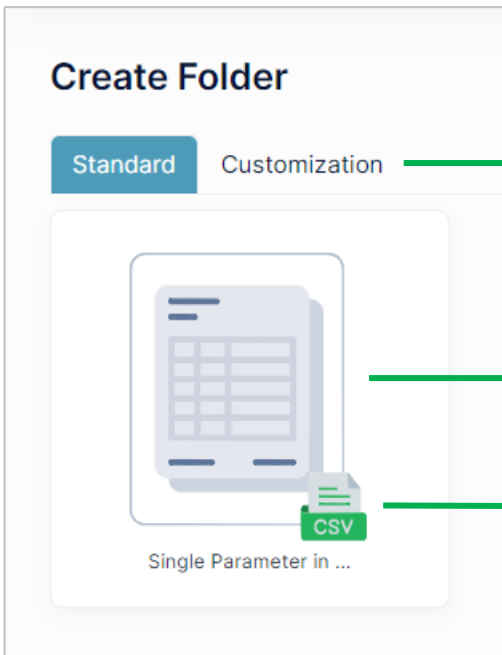 Create Folder
Standard Customization
CSV
Single Parameter in ...